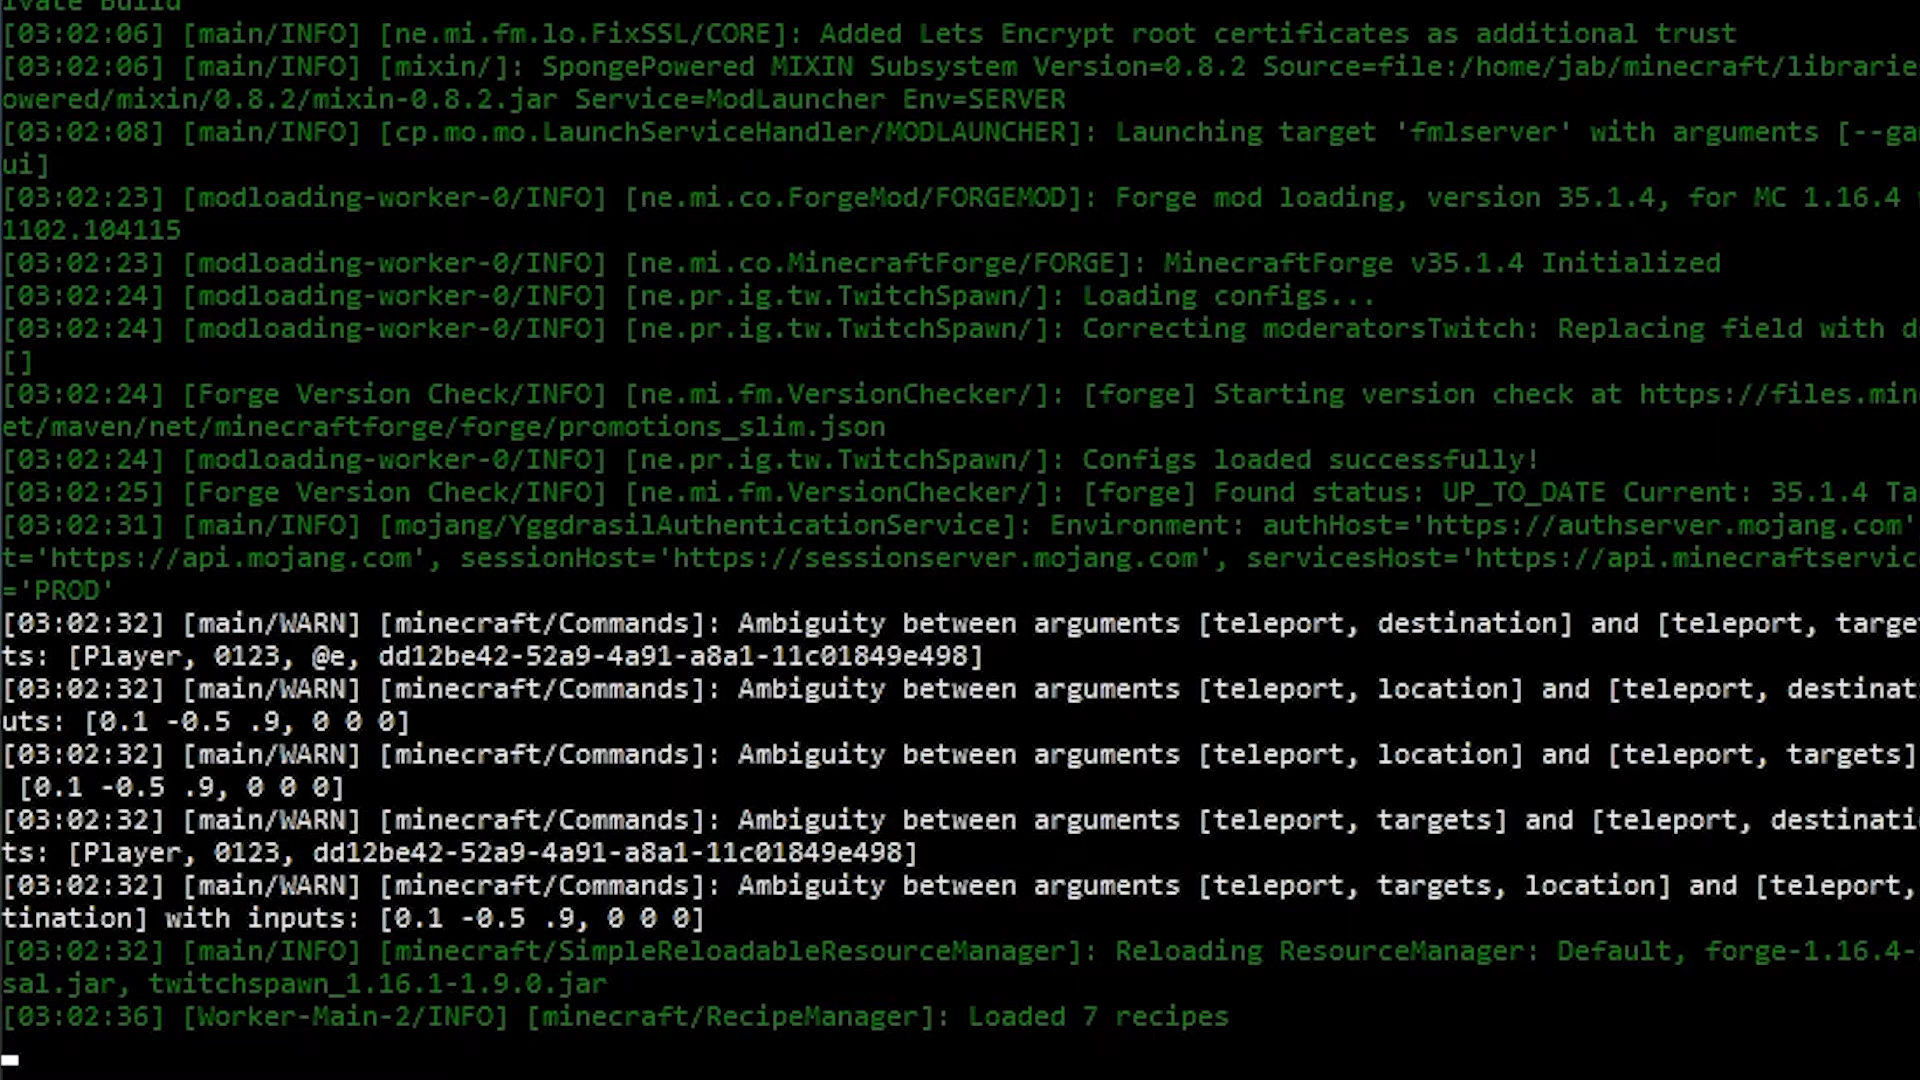 ivate Build
[03:02:06] [main/INFO] [ne.mi.fm.lo.FixSSL/CORE]: Added Lets Encrypt root certificates as additional trust
[03:02:06] [main/INFO] [mixin/]: SpongePowered MIXIN Subsystem Version=0.8.2 Source=file:/home/jab/minecraft/librarie
owered/mixin/0.8.2/mixin-0.8.2.jar Service=ModLauncher Env=SERVER
[03:02:08] [main/INFO] [cp.mo.mo.LaunchServiceHandler/MODLAUNCHER]: Launching target 'fmlserver' with arguments [--ga
ui]
[03:02:23] [modloading-worker-0/INFO] [ne.mi.co.ForgeMod/FORGEMOD]: Forge mod loading, version 35.1.4, for MC 1.16.4
1102.104115
[03:02:23] [modloading-worker-0/INFO] [ne.mi.co.MinecraftForge/FORGE]: MinecraftForge v35.1.4 Initialized
[03:02:24] [modloading-worker-0/INFO] [ne.pr.ig.tw.TwitchSpawn/]: Loading configs...
[03:02:24] [modloading-worker-0/INFO] [ne.pr.ig.tw.TwitchSpawn/]: Correcting moderatorsTwitch: Replacing field with d
[]
[03:02:24] [Forge Version Check/INFO] [ne.mi.fm.VersionChecker/]: [forge] Starting version check at https://files.min
et/maven/net/minecraftforge/forge/promotions_slim.json
[03:02:24] [modloading-worker-0/INFO] [ne.pr.ig.tw.TwitchSpawn/]: Configs loaded successfully!
[03:02:25] [Forge Version Check/INFO] [ne.mi.fm.VersionChecker/]: [forge] Found status: UP_TO_DATE Current: 35.1.4 Ta
[03:02:31] [main/INFO] [mojang/YggdrasilAuthenticationService]: Environment: authHost='https://authserver.mojang.com'
t='https://api.mojang.com', sessionHost='https://sessionserver.mojang.com', servicesHost='https://api.minecraftservic
='PROD'
[03:02:32] [main/WARN] [minecraft/Commands]: Ambiguity between arguments [teleport, destination] and [teleport, targe
ts: [Player, 0123, @e, dd12be42-52a9-4a91-a8a1-11c01849e498]
[03:02:32] [main/WARN] [minecraft/Commands]: Ambiguity between arguments [teleport, location] and [teleport, destinat
uts: [0.1 -0.5 .9, 0 0 0]
[03:02:32] [main/WARN] [minecraft/Commands]: Ambiguity between arguments [teleport, location] and [teleport, targets]
[0.1 -0.5 .9, 0 0 0]
[03:02:32] [main/WARN] [minecraft/Commands]: Ambiguity between arguments [teleport, targets] and [teleport, destinati
ts: [Player, 0123, dd12be42-52a9-4a91-a8a1-11c01849e498]
[03:02:32] [main/WARN] [minecraft/Commands]: Ambiguity between arguments [teleport, targets, location] and [teleport,
tination] with inputs: [0.1 -0.5 .9, 0 0 0]
[03:02:32] [main/INFO] [minecraft/SimpleReloadableResourceManager]: Reloading ResourceManager: Default, forge-1.16.4-
sal.jar, twitchspawn_1.16.1-1.9.0.jar
[03:02:36] [Worker-Main-2/INFO] [minecraft/RecipeManager]: Loaded 7 recipes